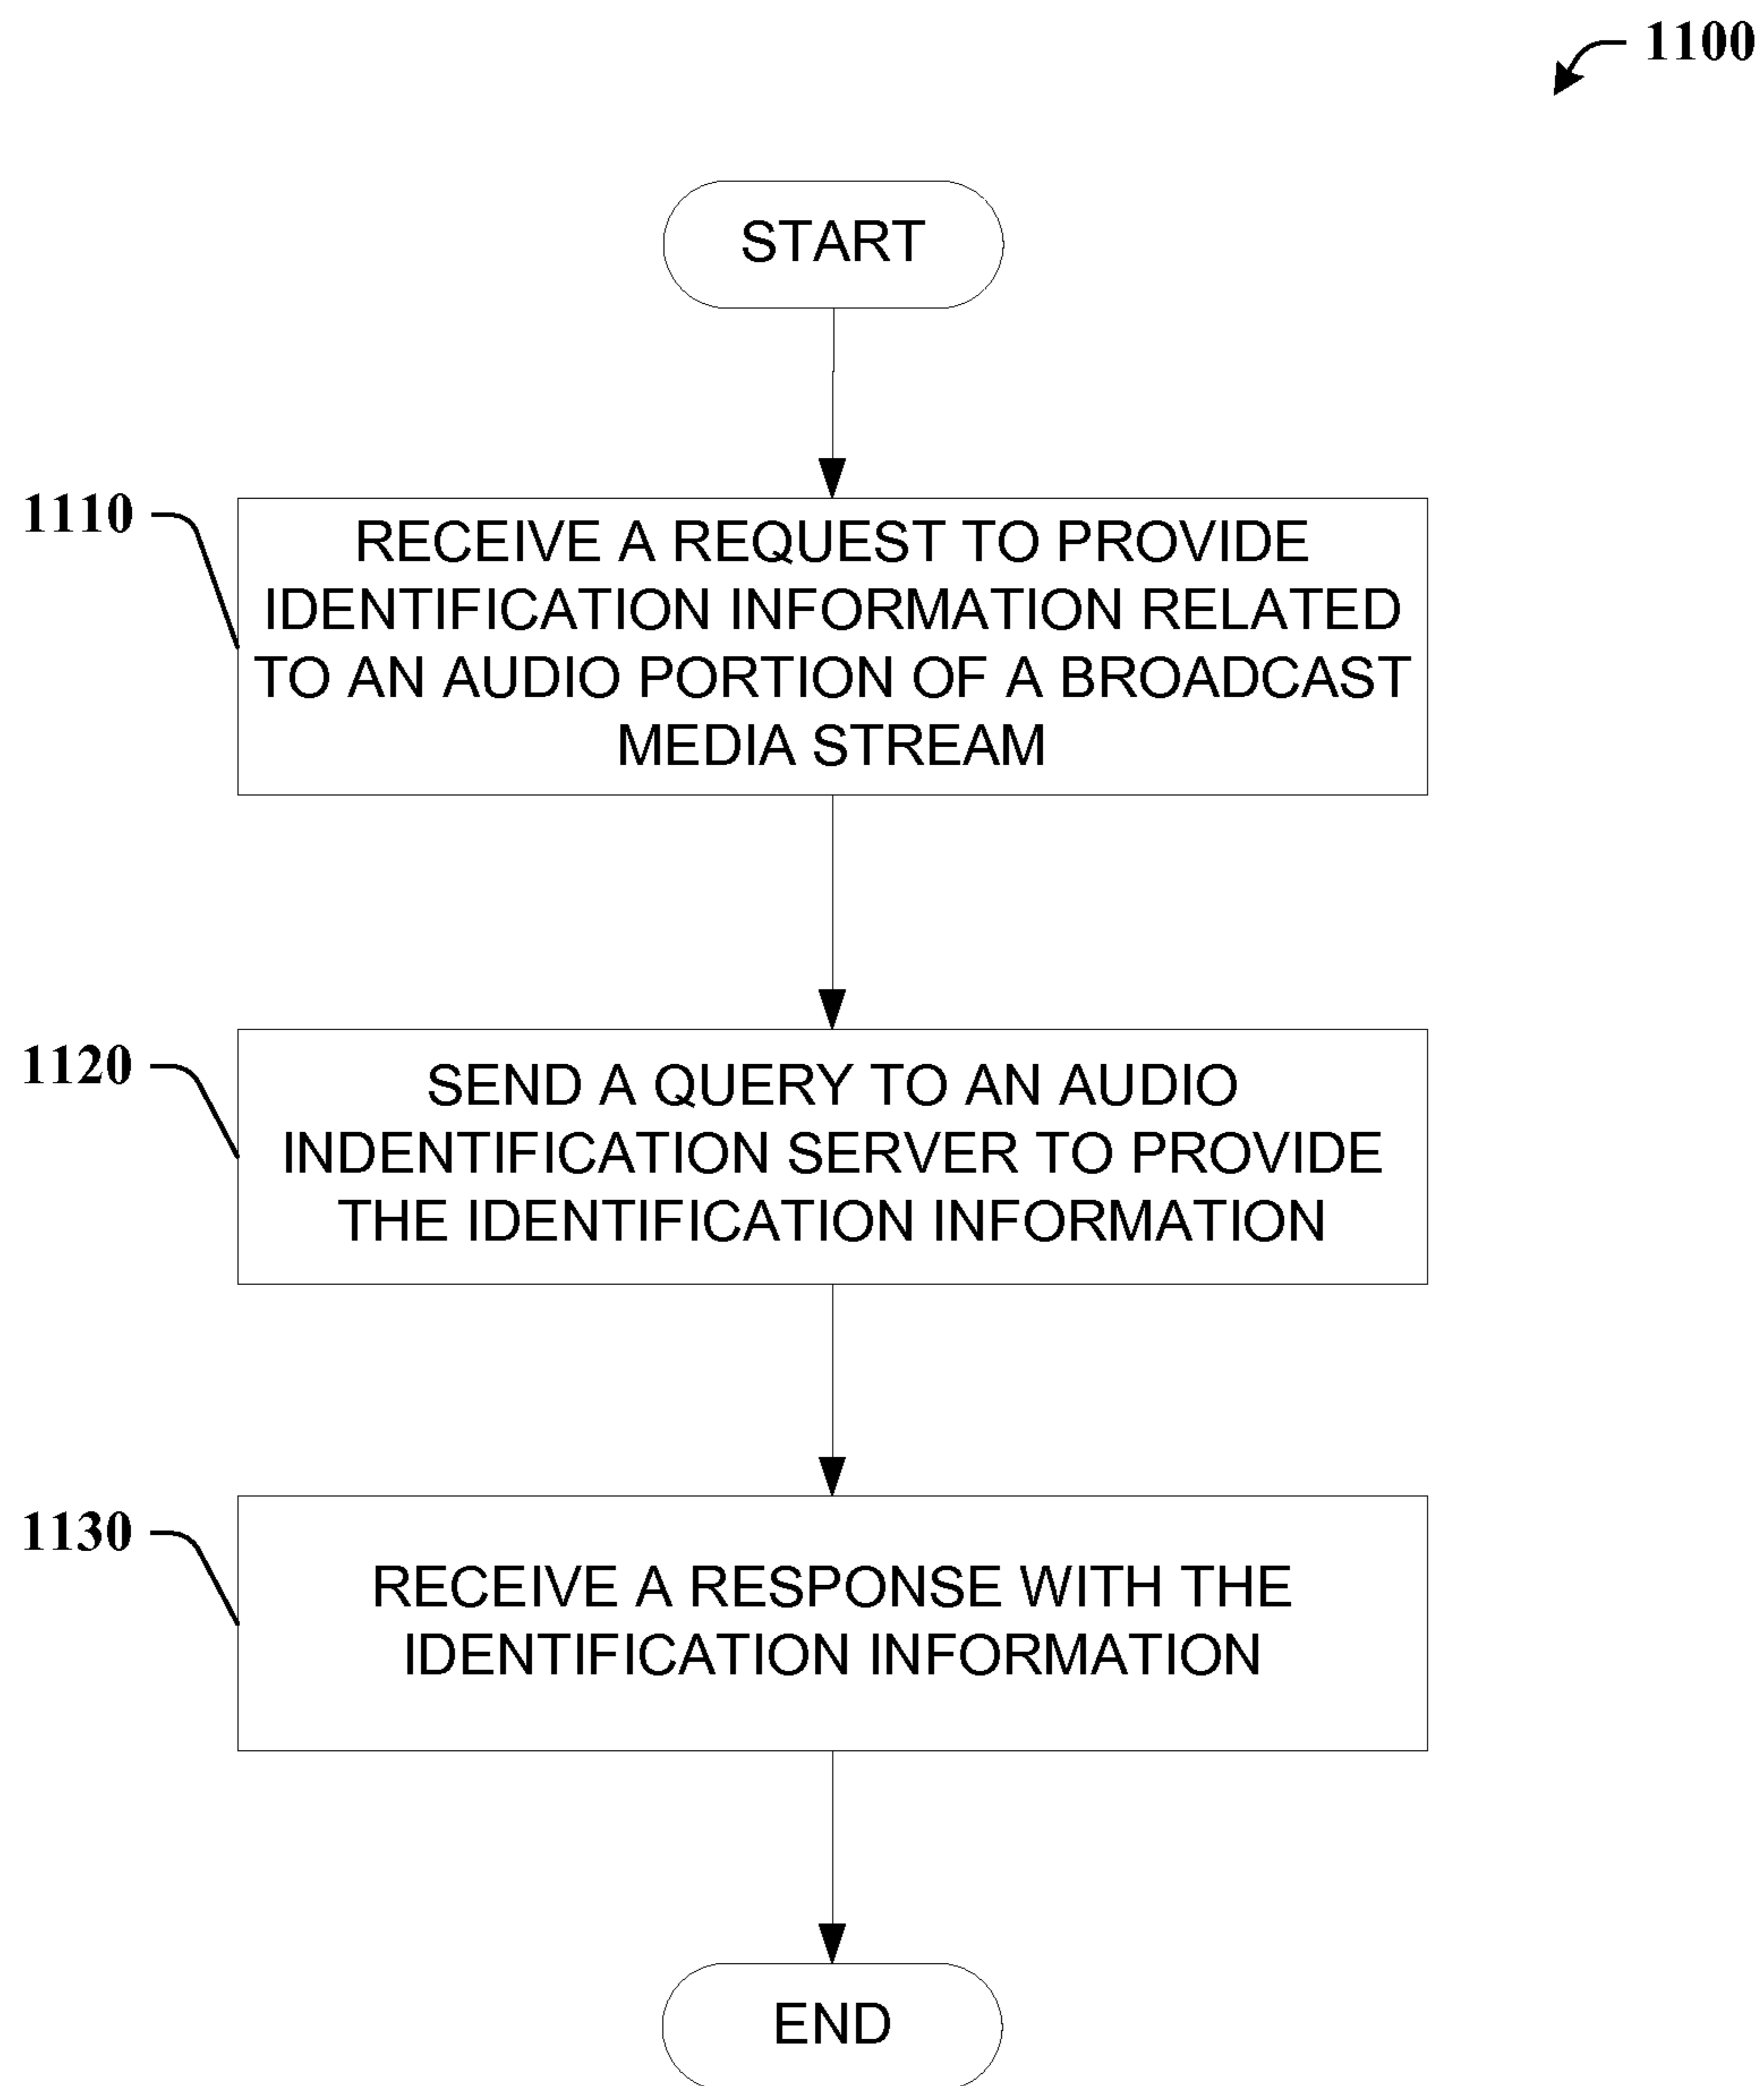 1100
START
1110
RECEIVE A REQUEST TO PROVIDE
IDENTIFICATION INFORMATION RELATED
TO AN AUDIO PORTION OF A BROADCAST
MEDIA STREAM
1120
SEND A QUERY TO AN AUDIO
INDENTIFICATION SERVER TO PROVIDE
THE IDENTIFICATION INFORMATION
1130
RECEIVE A RESPONSE WITH THE
IDENTIFICATION INFORMATION
END